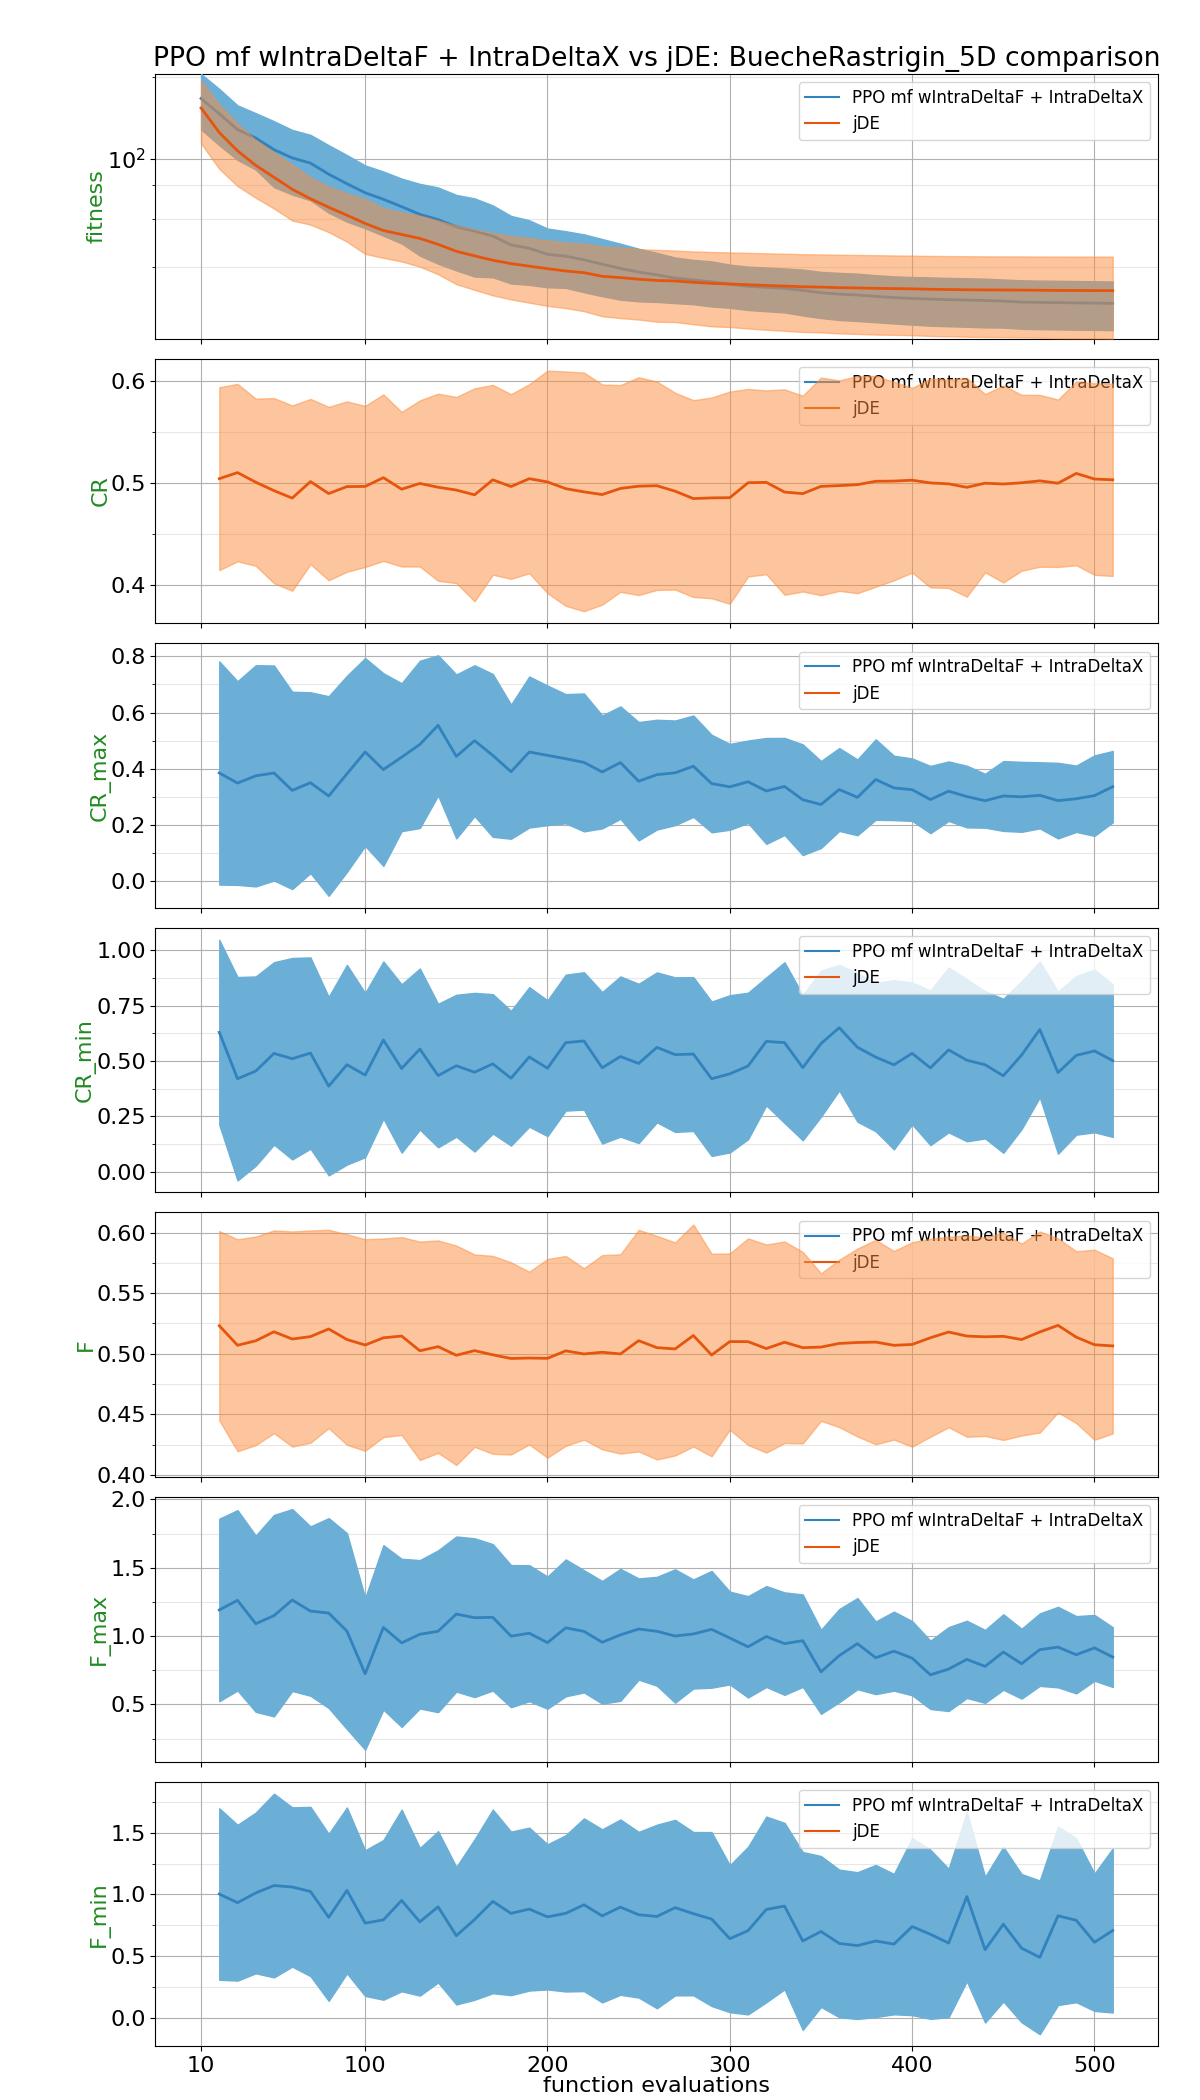 PPO mf wIntraDeltaF + IntraDeltaX vs jDE: BuecheRastrigin_5D comparison
PPO mf wIntraDeltaF + IntraDeltaX
jDE
10²
fitness
PPO mf wIntraDeltaF + IntraDeltaX
jDE
0.6
0.5
0.4
CR
PPO mf wIntraDeltaF + IntraDeltaX
jDE
0.8
0.6
0.4
0.2
0.0
CR_max
PPO mf wIntraDeltaF + IntraDeltaX
jDE
1.00
0.75
0.50
0.25
0.00
CR_min
PPO mf wIntraDeltaF + IntraDeltaX
jDE
0.60
0.55
0.50
0.45
0.40
F
PPO mf wIntraDeltaF + IntraDeltaX
jDE
2.0
1.5
1.0
0.5
F_max
PPO mf wIntraDeltaF + IntraDeltaX
jDE
1.5
1.0
0.5
0.0
F_min
10 100 200 300 400 500
function evaluations